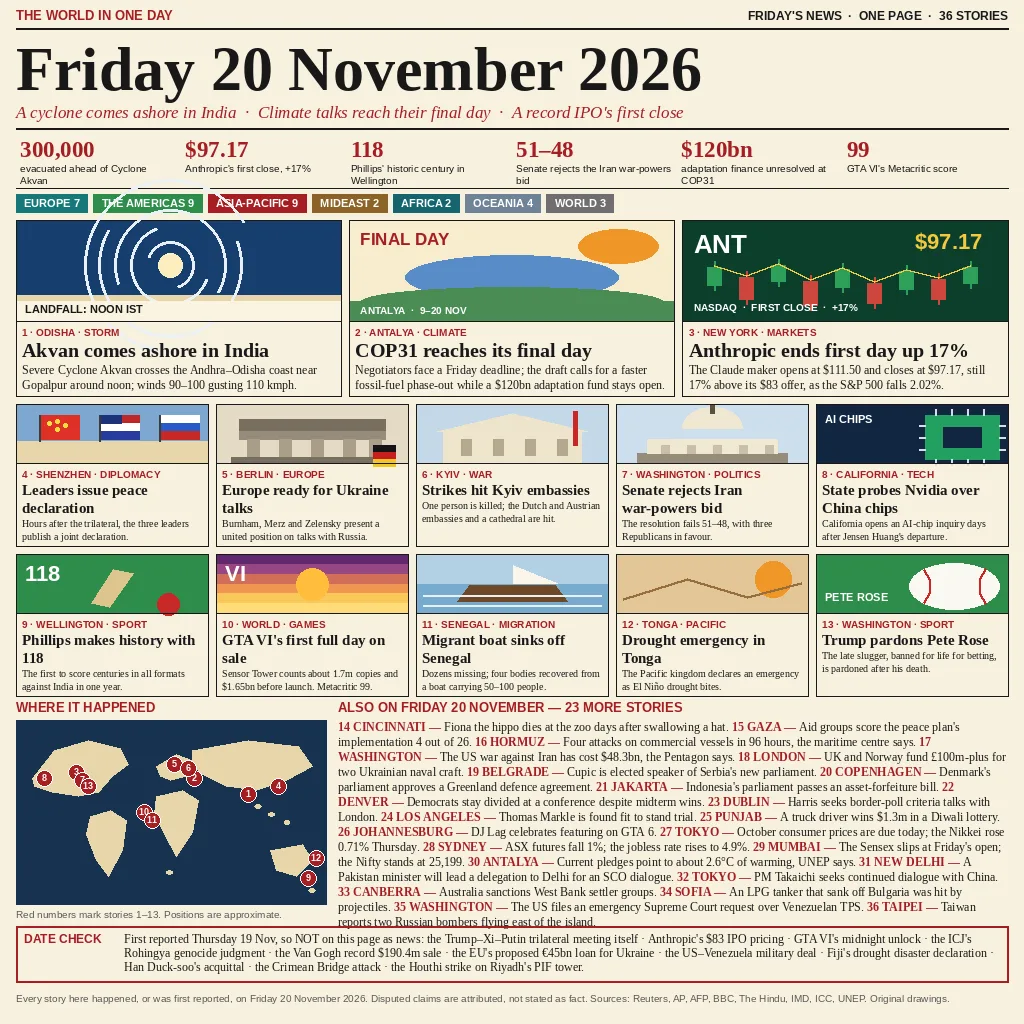 THE WORLD IN ONE DAY
FRIDAY'S NEWS · ONE PAGE · 36 STORIES
Friday 20 November 2026
A cyclone comes ashore in India · Climate talks reach their final day · A record IPO's first close
300,000
evacuated ahead of Cyclone
Akvan
$97.17
Anthropic's first close, +17%
118
Phillips' historic century in
Wellington
51–48
Senate rejects the Iran war-powers
bid
$120bn
adaptation finance unresolved at
COP31
99
GTA VI's Metacritic score
EUROPE 7
THE AMERICAS 9
ASIA-PACIFIC 9
MIDEAST 2
AFRICA 2
OCEANIA 4
WORLD 3
LANDFALL: NOON IST
1 · ODISHA · STORM
Akvan comes ashore in India
Severe Cyclone Akvan crosses the Andhra–Odisha coast near
Gopalpur around noon; winds 90–100 gusting 110 kmph.
FINAL DAY
ANTALYA · 9–20 NOV
2 · ANTALYA · CLIMATE
COP31 reaches its final day
Negotiators face a Friday deadline; the draft calls for a faster
fossil-fuel phase-out while a $120bn adaptation fund stays open.
ANT
$97.17
NASDAQ · FIRST CLOSE · +17%
3 · NEW YORK · MARKETS
Anthropic ends first day up 17%
The Claude maker opens at $111.50 and closes at $97.17, still
17% above its $83 offer, as the S&P 500 falls 2.02%.
4 · SHENZHEN · DIPLOMACY
Leaders issue peace
declaration
Hours after the trilateral, the three leaders
publish a joint declaration.
5 · BERLIN · EUROPE
Europe ready for Ukraine
talks
Burnham, Merz and Zelensky present a
united position on talks with Russia.
6 · KYIV · WAR
Strikes hit Kyiv embassies
One person is killed; the Dutch and Austrian
embassies and a cathedral are hit.
7 · WASHINGTON · POLITICS
Senate rejects Iran
war-powers bid
The resolution fails 51–48, with three
Republicans in favour.
AI CHIPS
8 · CALIFORNIA · TECH
State probes Nvidia over
China chips
California opens an AI-chip inquiry days
after Jensen Huang's departure.
118
9 · WELLINGTON · SPORT
Phillips makes history with
118
The first to score centuries in all formats
against India in one year.
VI
10 · WORLD · GAMES
GTA VI's first full day on
sale
Sensor Tower counts about 1.7m copies and
$1.65bn before launch. Metacritic 99.
11 · SENEGAL · MIGRATION
Migrant boat sinks off
Senegal
Dozens missing; four bodies recovered from
a boat carrying 50–100 people.
12 · TONGA · PACIFIC
Drought emergency in
Tonga
The Pacific kingdom declares an emergency
as El Niño drought bites.
PETE ROSE
13 · WASHINGTON · SPORT
Trump pardons Pete Rose
The late slugger, banned for life for betting,
is pardoned after his death.
WHERE IT HAPPENED
8
13
5
6
2
1
4
10
11
12
9
Red numbers mark stories 1–13. Positions are approximate.
ALSO ON FRIDAY 20 NOVEMBER — 23 MORE STORIES
14 CINCINNATI — Fiona the hippo dies at the zoo days after swallowing a hat. 15 GAZA — Aid groups score the peace plan's
implementation 4 out of 26. 16 HORMUZ — Four attacks on commercial vessels in 96 hours, the maritime centre says. 17
WASHINGTON — The US war against Iran has cost $48.3bn, the Pentagon says. 18 LONDON — UK and Norway fund £100m-plus for
two Ukrainian naval craft. 19 BELGRADE — Cupic is elected speaker of Serbia's new parliament. 20 COPENHAGEN — Denmark's
parliament approves a Greenland defence agreement. 21 JAKARTA — Indonesia's parliament passes an asset-forfeiture bill. 22
DENVER — Democrats stay divided at a conference despite midterm wins. 23 DUBLIN — Harris seeks border-poll criteria talks with
London. 24 LOS ANGELES — Thomas Markle is found fit to stand trial. 25 PUNJAB — A truck driver wins $1.3m in a Diwali lottery.
26 JOHANNESBURG — DJ Lag celebrates featuring on GTA 6. 27 TOKYO — October consumer prices are due today; the Nikkei rose
0.71% Thursday. 28 SYDNEY — ASX futures fall 1%; the jobless rate rises to 4.9%. 29 MUMBAI — The Sensex slips at Friday's open;
the Nifty stands at 25,199. 30 ANTALYA — Current pledges point to about 2.6°C of warming, UNEP says. 31 NEW DELHI — A
Pakistan minister will lead a delegation to Delhi for an SCO dialogue. 32 TOKYO — PM Takaichi seeks continued dialogue with China.
33 CANBERRA — Australia sanctions West Bank settler groups. 34 SOFIA — An LPG tanker that sank off Bulgaria was hit by
projectiles. 35 WASHINGTON — The US files an emergency Supreme Court request over Venezuelan TPS. 36 TAIPEI — Taiwan
reports two Russian bombers flying east of the island.
DATE CHECK
First reported Thursday 19 Nov, so NOT on this page as news: the Trump–Xi–Putin trilateral meeting itself · Anthropic's $83 IPO pricing · GTA VI's midnight unlock · the ICJ's
Rohingya genocide judgment · the Van Gogh record $190.4m sale · the EU's proposed €45bn loan for Ukraine · the US–Venezuela military deal · Fiji's drought disaster declaration ·
Han Duck-soo's acquittal · the Crimean Bridge attack · the Houthi strike on Riyadh's PIF tower.
Every story here happened, or was first reported, on Friday 20 November 2026. Disputed claims are attributed, not stated as fact. Sources: Reuters, AP, AFP, BBC, The Hindu, IMD, ICC, UNEP. Original drawings.